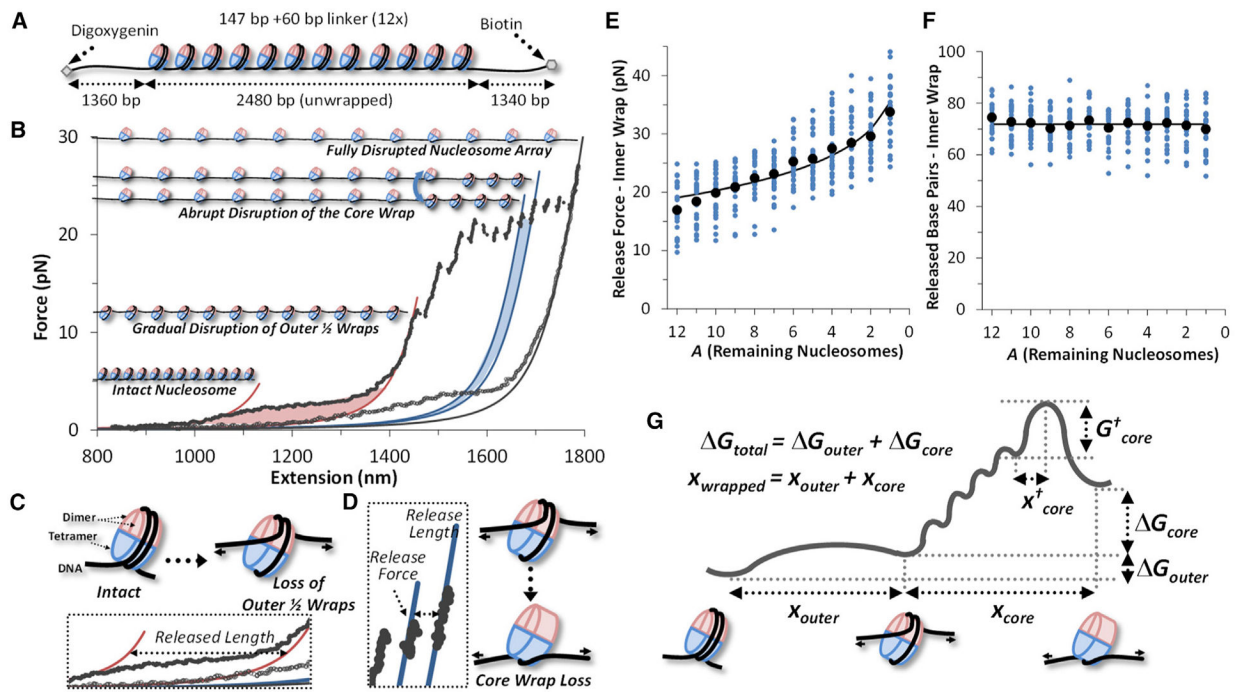 A
147 bp +60 bp linker (12x)
Digoxygenin
Biotin
1360 bp
2480 bp (unwrapped)
1340 bp
B
30
20
10
0
Force (pN)
Fully Disrupted Nucleosome Array
Abrupt Disruption of the Core Wrap
Gradual Disruption of Outer ½ Wraps
Intact Nucleosome
800 1000 1200 1400 1600 1800
Extension (nm)
C
Dimer
Tetramer
DNA
Intact
Loss of
Outer ½ Wraps
Released Length
D
Release
Length
Release
Force
Core Wrap Loss
E
Release Force - Inner Wrap (pN)
40
30
20
10
0
12 10 8 6 4 2 0
A (Remaining Nucleosomes)
F
Released Base Pairs - Inner Wrap
100
80
60
40
20
0
12 10 8 6 4 2 0
A (Remaining Nucleosomes)
G
ΔGtotal = ΔGouter + ΔGcore
xwrapped = xouter + xcore
G†core
x†core
ΔGcore
ΔGouter
xouter
xcore